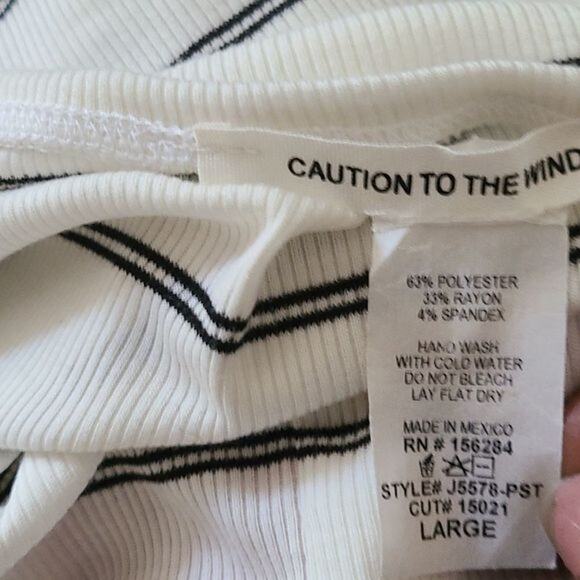 CAUTION TO THE WIND
63% POLYESTER
33% RAYON
4% SPANDEX
HAND WASH
WITH COLD WATER
DO NOT BLEACH
LAY FLAT DRY
MADE IN MEXICO
RN # 156284
STYLE# J5578-PST
CUT# 15021
LARGE